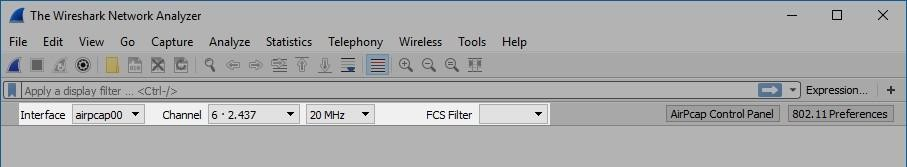 The Wireshark Network Analyzer
File Edit View Go Capture Analyze Statistics Telephony Wireless Tools Help
Apply a display filter ... <Ctrl-/> Expression... +
Interface airpcap00 Channel 6 · 2.437 20 MHz FCS Filter AirPcap Control Panel 802.11 Preferences